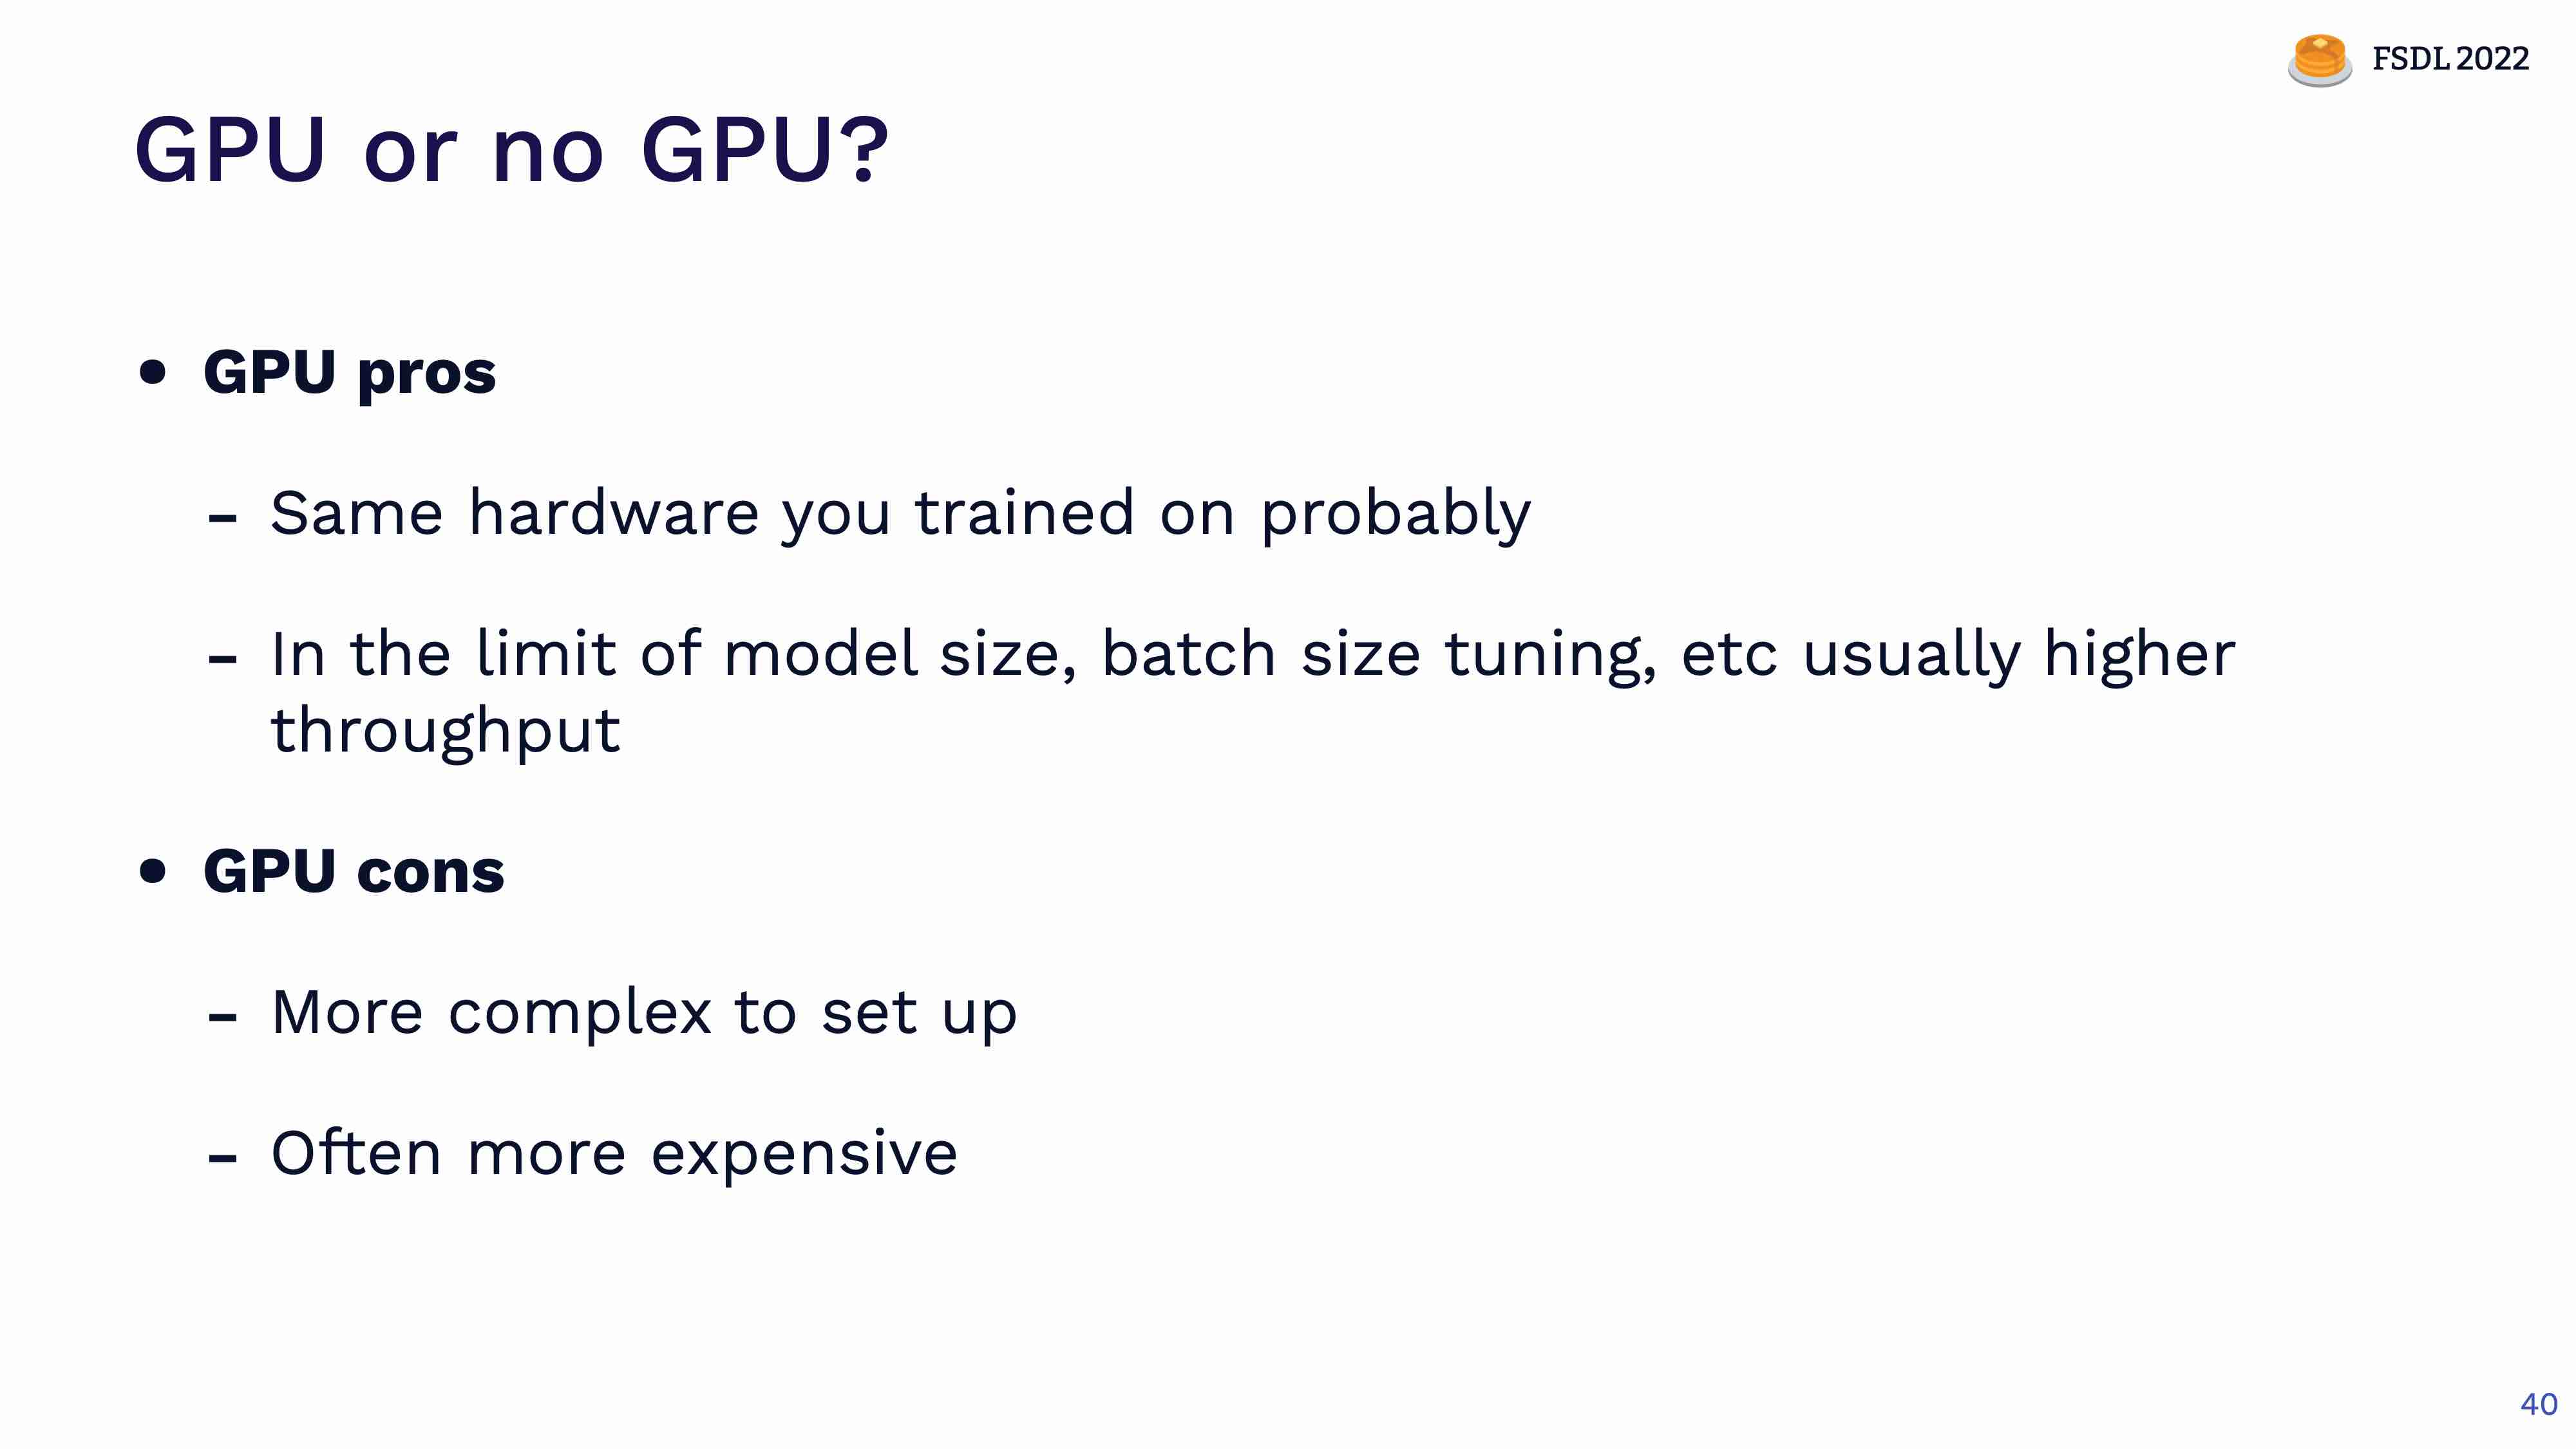 FSDL 2022
GPU or no GPU?
• GPU pros
- Same hardware you trained on probably
- In the limit of model size, batch size tuning, etc usually higher
throughput
• GPU cons
- More complex to set up
- Often more expensive
40